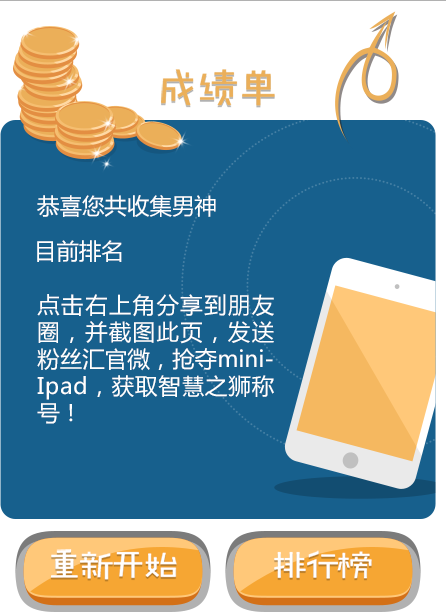 成绩单
恭喜您共收集男神
目前排名
点击右上角分享到朋友
圈，并截图此页，发送
粉丝汇官微，抢夺mini-
Ipad，获取智慧之狮称
号！
重新开始
排行榜